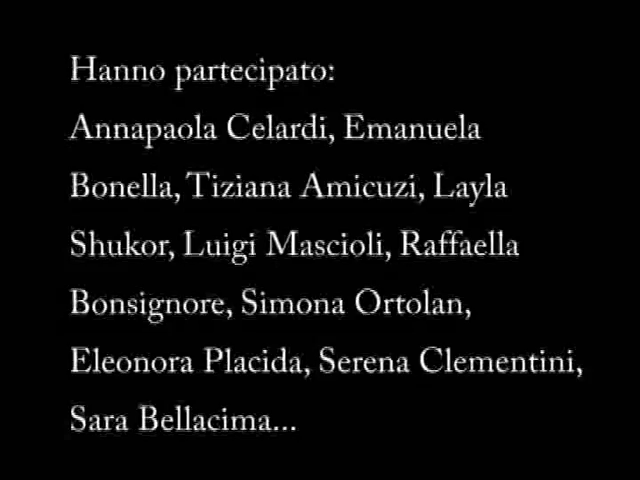 Hanno partecipato:
Annapaola Celardi, Emanuela
Bonella, Tiziana Amicuzi, Layla
Shukor, Luigi Mascioli, Raffaella
Bonsignore, Simona Ortolan,
Eleonora Placida, Serena Clementini,
Sara Bellacima...